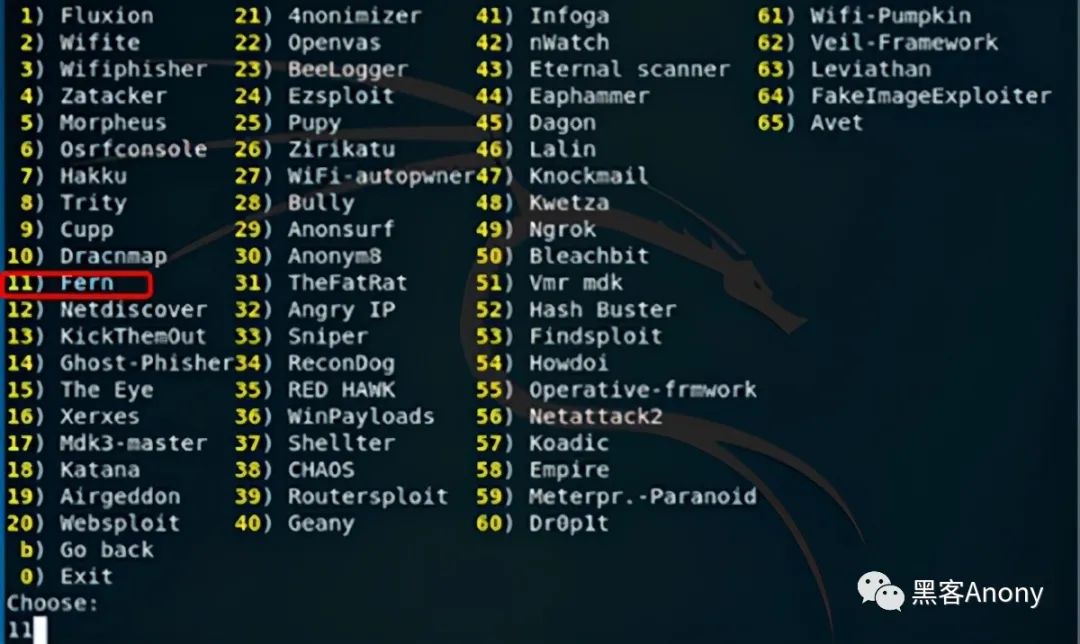 1) Fluxion 21) 4nonimizer 41) Infoga 61) Wifi-Pumpkin
2) Wifite 22) Openvas 42) nWatch 62) Veil-Framework
3) Wifiphisher 23) BeeLogger 43) Eternal scanner 63) Leviathan
4) Zatacker 24) Ezsploit 44) Eaphammer 64) FakeImageExploiter
5) Morpheus 25) Pupy 45) Dagon 65) Avet
6) Osrfconsole 26) Zirikatu 46) Lalin
7) Hakku 27) WiFi-autopwner 47) Knockmail
8) Trity 28) Bully 48) Kwetza
9) Cupp 29) Anonsurf 49) Ngrok
10) Dracnmap 30) Anonym8 50) Bleachbit
11) Fern 31) TheFatRat 51) Vmr mdk
12) Netdiscover 32) Angry IP 52) Hash Buster
13) KickThemOut 33) Sniper 53) Findsploit
14) Ghost-Phisher 34) ReconDog 54) Howdoi
15) The Eye 35) RED HAWK 55) Operative-frmwork
16) Xerxes 36) WinPayloads 56) Netattack2
17) Mdk3-master 37) Shellter 57) Koadic
18) Katana 38) CHAOS 58) Empire
19) Airgeddon 39) Routersploit 59) Meterpr.-Paranoid
20) Websploit 40) Geany 60) Dr0p1t
b) Go back
0) Exit
Choose:
11
黑客Anony